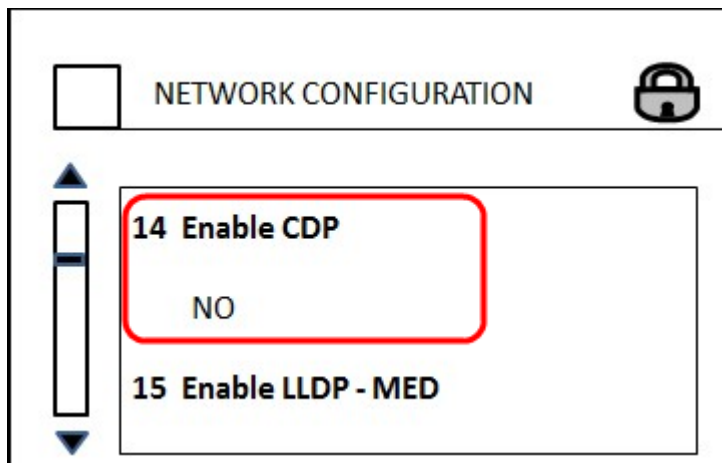 NETWORK CONFIGURATION
14 Enable CDP
NO
15 Enable LLDP - MED